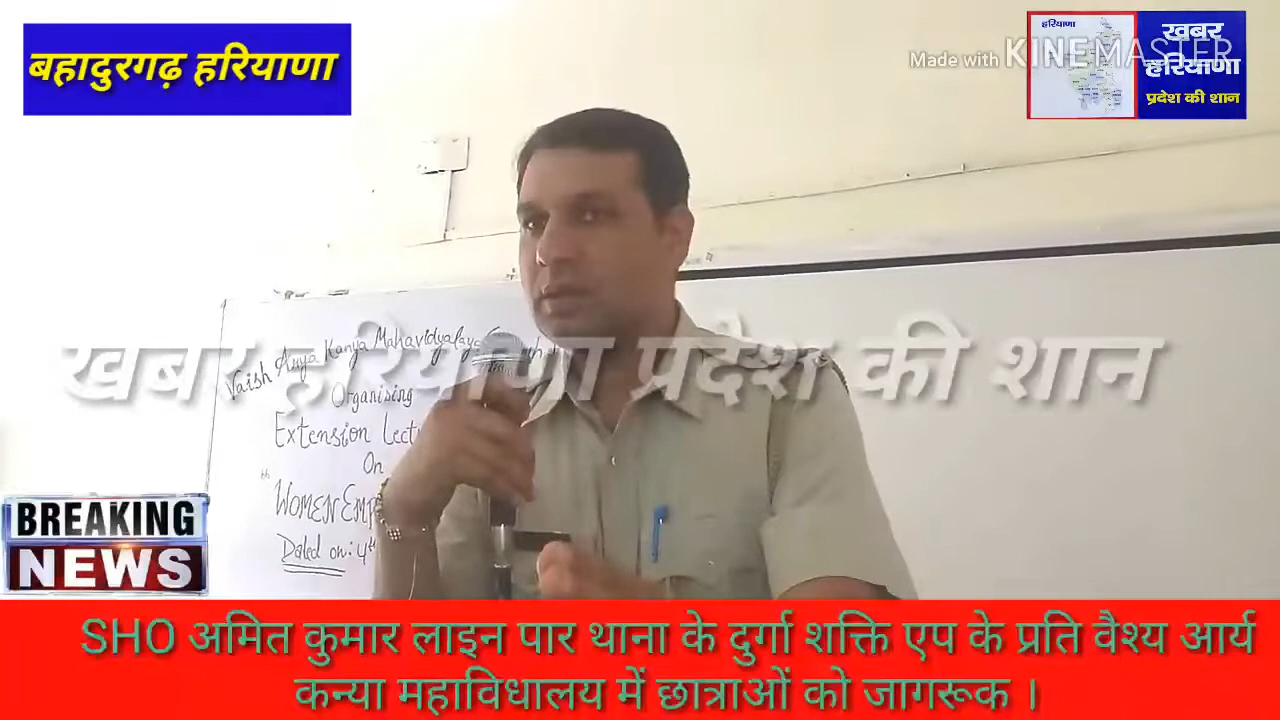 बहादुरगढ़ हरियाणा
Made with KINEMASTER
हरियाणा
खबर
हरियाणा
प्रदेश की शान
खबर हरियाणा प्रदेश की शान
Vaish Arya Kanya Mahavidyalaya
Organising
Extension Lect
On
WOMEN EMP
Dated on: 4th
BREAKING
NEWS
SHO अमित कुमार लाइन पार थाना के दुर्गा शक्ति एप के प्रति वैश्य आर्य
कन्या महाविधालय में छात्राओं को जागरूक ।